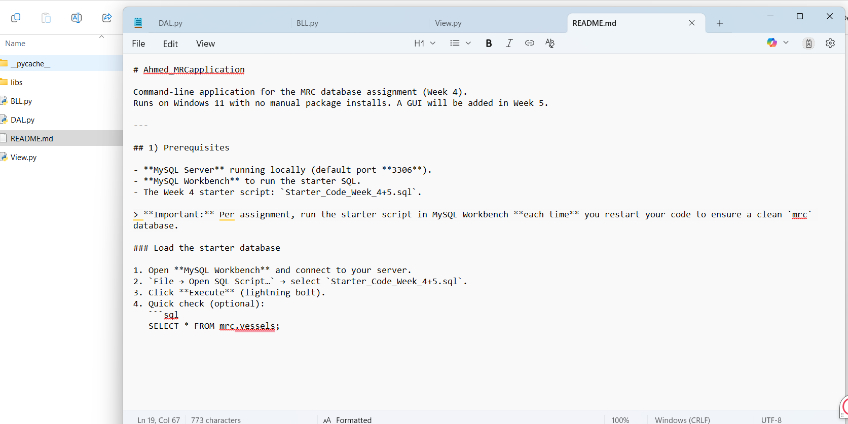 DAL.py
BLL.py
View.py
README.md
File
Edit
View
H1
B
I
Name
__pycache__
libs
BLL.py
DAL.py
README.md
View.py
# Ahmed_MRCapplication
Command-line application for the MRC database assignment (Week 4).
Runs on Windows 11 with no manual package installs. A GUI will be added in Week 5.
---
## 1) Prerequisites
- **MySQL Server** running locally (default port **3306**).
- **MySQL Workbench** to run the starter SQL.
- The Week 4 starter script: `Starter_Code_Week_4+5.sql`.
> **Important:** Per assignment, run the starter script in MySQL Workbench **each time** you restart your code to ensure a clean `mrc`
database.
### Load the starter database
1. Open **MySQL Workbench** and connect to your server.
2. `File → Open SQL Script…` → select `Starter_Code_Week_4+5.sql`.
3. Click **Execute** (lightning bolt).
4. Quick check (optional):
```sql
SELECT * FROM mrc.vessels;
Ln 19, Col 67
773 characters
Formatted
100%
Windows (CRLF)
UTF-8